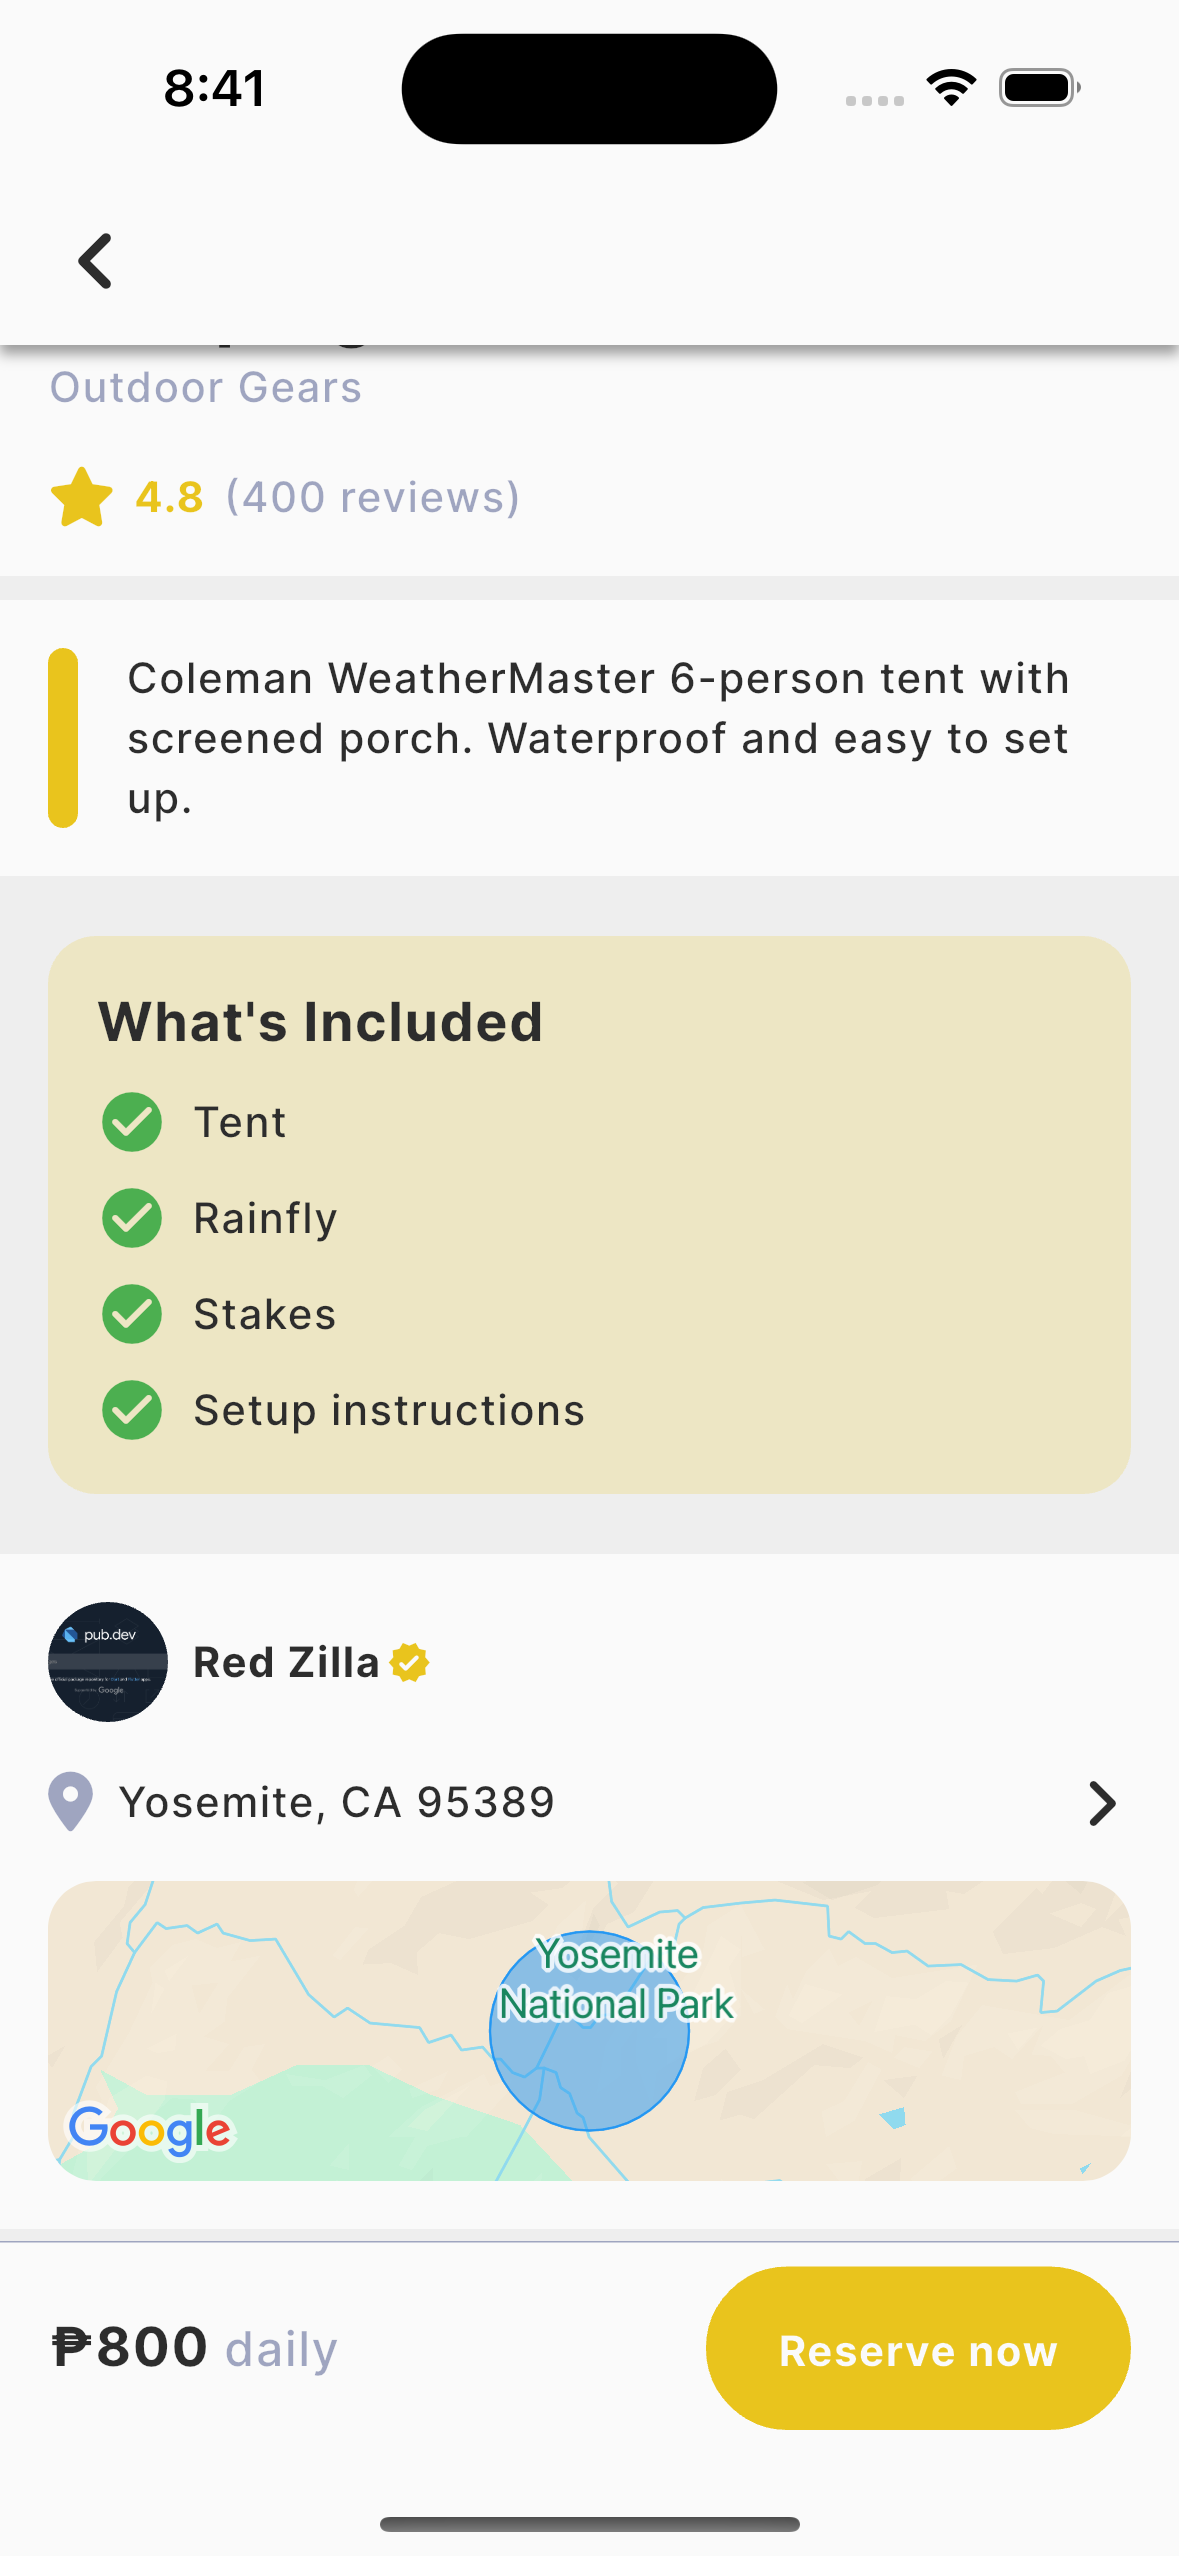 8:41
Outdoor Gears
4.8 (400 reviews)
Coleman WeatherMaster 6-person tent with
screened porch. Waterproof and easy to set
up.
What's Included
Tent
Rainfly
Stakes
Setup instructions
pub.dev
Google
Red Zilla
Yosemite, CA 95389
Yosemite
National Park
Google
₱800 daily
Reserve now